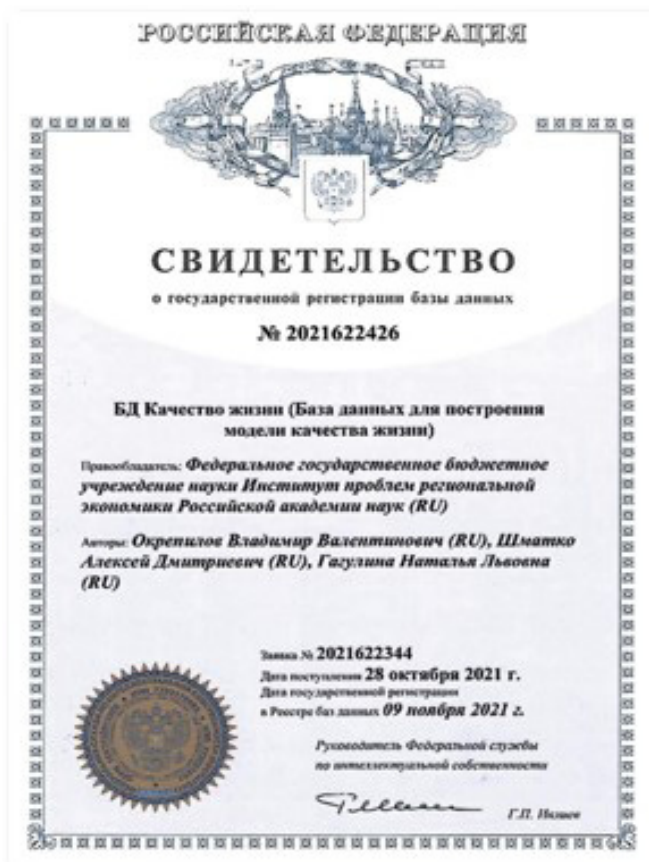 РОССИЙСКАЯ ФЕДЕРАЦИЯ
СВИДЕТЕЛЬСТВО
о государственной регистрации базы данных
№ 2021622426
БД Качество жизни (База данных для построения
модели качества жизни)
Правообладатель: Федеральное государственное бюджетное
учреждение науки Институт проблем региональной
экономики Российской академии наук (RU)
Авторы: Окрепилов Владимир Валентинович (RU), Шматко
Алексей Дмитриевич (RU), Гагулина Наталья Львовна
(RU)
Заявка № 2021622344
Дата поступления 28 октября 2021 г.
Дата государственной регистрации
в Реестре баз данных 09 ноября 2021 г.
Руководитель Федеральной службы
по интеллектуальной собственности
Г.П. Ивлиев